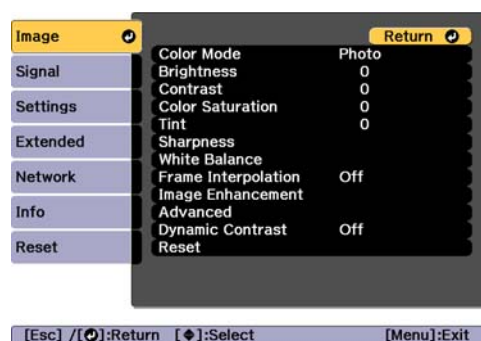 Image
Signal
Settings
Extended
Network
Info
Reset
Return
Color Mode Photo
Brightness 0
Contrast 0
Color Saturation 0
Tint 0
Sharpness
White Balance
Frame Interpolation Off
Image Enhancement
Advanced
Dynamic Contrast Off
Reset
[Esc] /[⏎]:Return [◆]:Select [Menu]:Exit